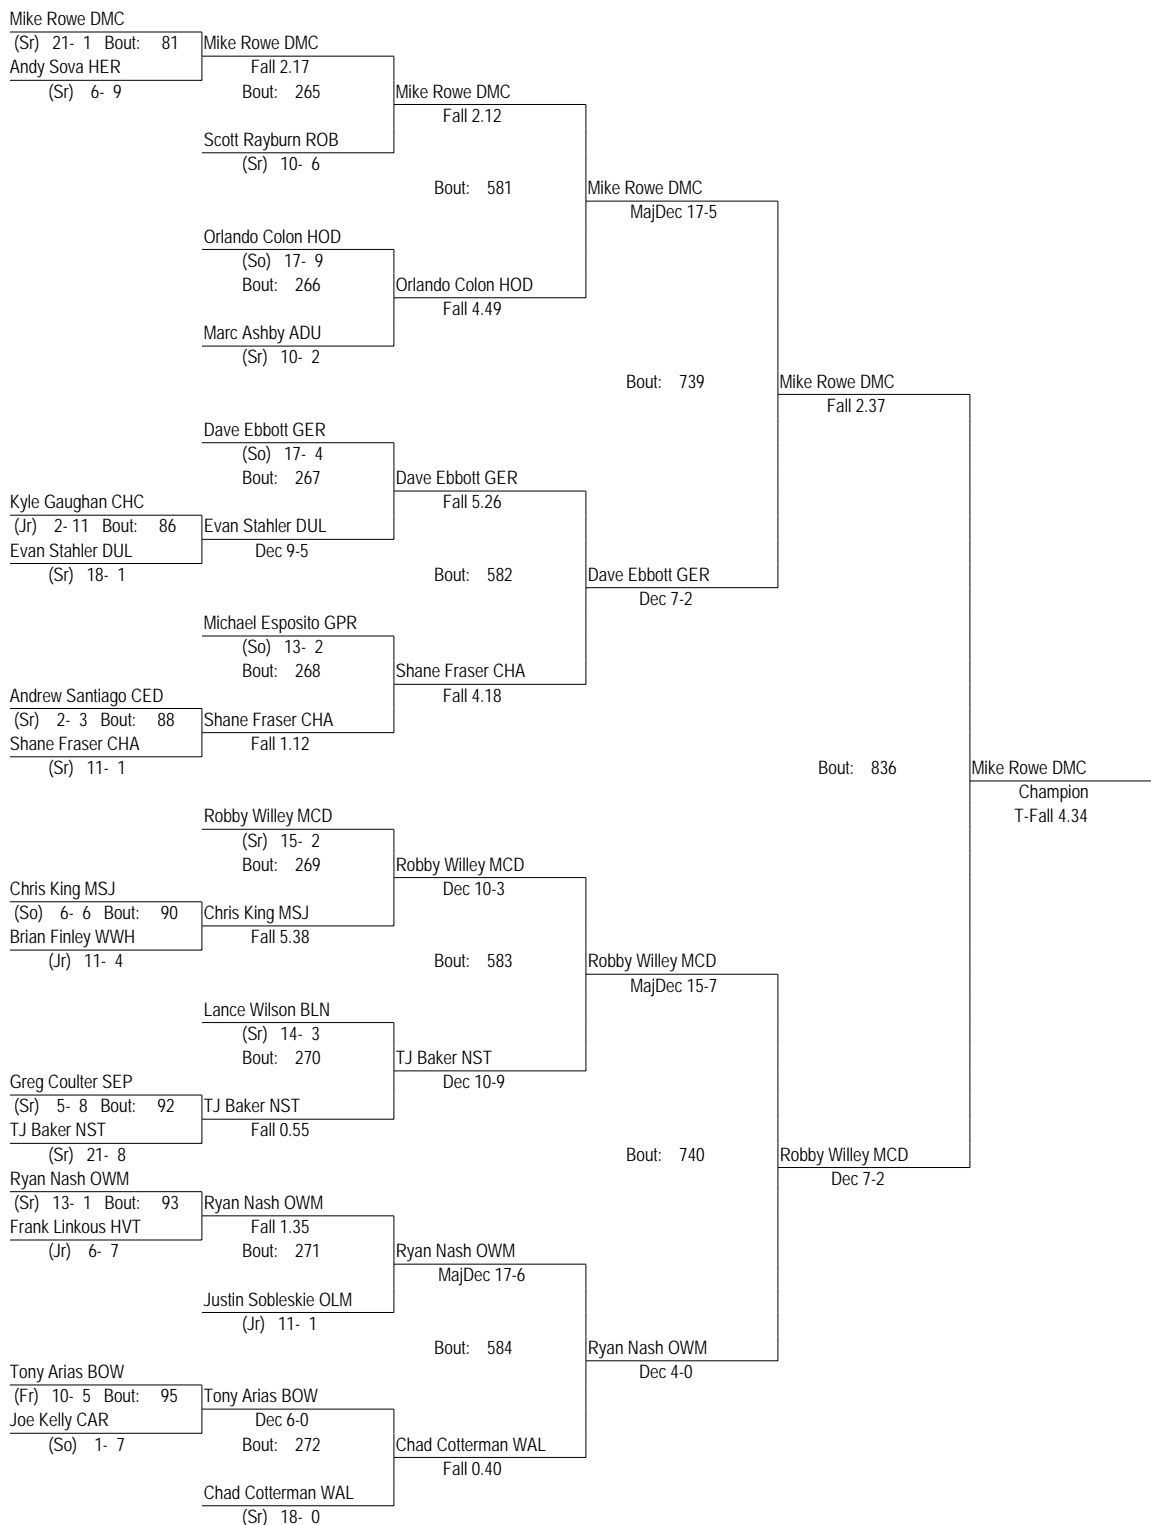 Mike Rowe DMC
(Sr) 21- 1 Bout: 81 Mike Rowe DMC
Andy Sova HER Fall 2.17
(Sr) 6- 9 Bout: 265 Mike Rowe DMC
Fall 2.12
Scott Rayburn ROB
(Sr) 10- 6
Bout: 581 Mike Rowe DMC
MajDec 17-5
Orlando Colon HOD
(So) 17- 9
Bout: 266 Orlando Colon HOD
Fall 4.49
Marc Ashby ADU
(Sr) 10- 2
Bout: 739 Mike Rowe DMC
Fall 2.37
Dave Ebbott GER
(So) 17- 4
Bout: 267 Dave Ebbott GER
Kyle Gaughan CHC Fall 5.26
(Jr) 2- 11 Bout: 86 Evan Stahler DUL
Evan Stahler DUL Dec 9-5
(Sr) 18- 1 Bout: 582 Dave Ebbott GER
Dec 7-2
Michael Esposito GPR
(So) 13- 2
Bout: 268 Shane Fraser CHA
Andrew Santiago CED Fall 4.18
(Sr) 2- 3 Bout: 88 Shane Fraser CHA
Shane Fraser CHA Fall 1.12
(Sr) 11- 1 Bout: 836 Mike Rowe DMC
Champion
Robby Willey MCD T-Fall 4.34
(Sr) 15- 2
Bout: 269 Robby Willey MCD
Chris King MSJ Dec 10-3
(So) 6- 6 Bout: 90 Chris King MSJ
Brian Finley WWH Fall 5.38
(Jr) 11- 4 Bout: 583 Robby Willey MCD
MajDec 15-7
Lance Wilson BLN
(Sr) 14- 3
Bout: 270 TJ Baker NST
Greg Coulter SEP Dec 10-9
(Sr) 5- 8 Bout: 92 TJ Baker NST
TJ Baker NST Fall 0.55
(Sr) 21- 8 Bout: 740 Robby Willey MCD
Ryan Nash OWM Dec 7-2
(Sr) 13- 1 Bout: 93 Ryan Nash OWM
Frank Linkous HVT Fall 1.35
(Jr) 6- 7 Bout: 271 Ryan Nash OWM
MajDec 17-6
Justin Sobleskie OLM
(Jr) 11- 1
Bout: 584 Ryan Nash OWM
Tony Arias BOW Dec 4-0
(Fr) 10- 5 Bout: 95 Tony Arias BOW
Joe Kelly CAR Dec 6-0
(So) 1- 7 Bout: 272 Chad Cotterman WAL
Fall 0.40
Chad Cotterman WAL
(Sr) 18- 0